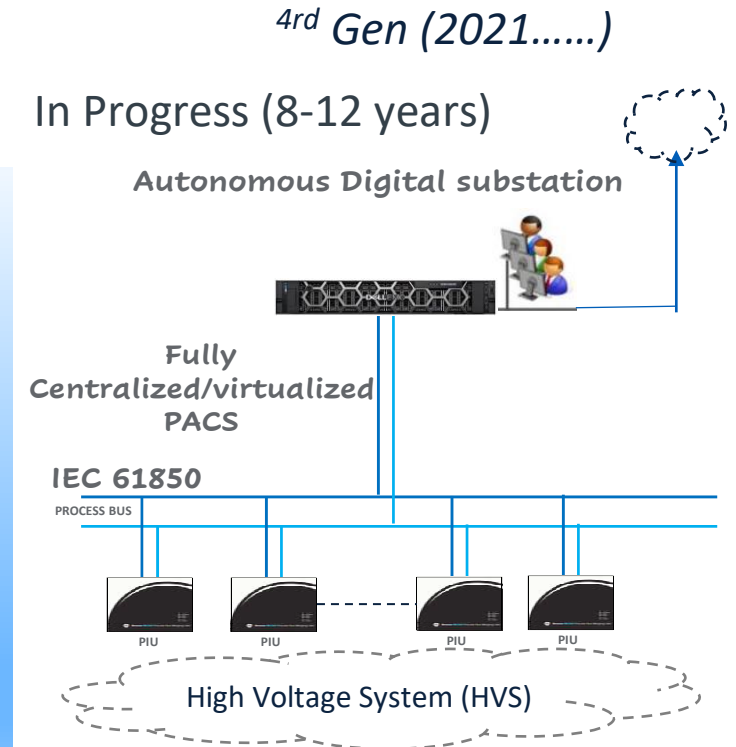 4rd Gen (2021......)
In Progress (8-12 years)
Autonomous Digital substation
DELL
Fully
Centralized/virtualized
PACS
IEC 61850
PROCESS BUS
PIU PIU PIU PIU
High Voltage System (HVS)